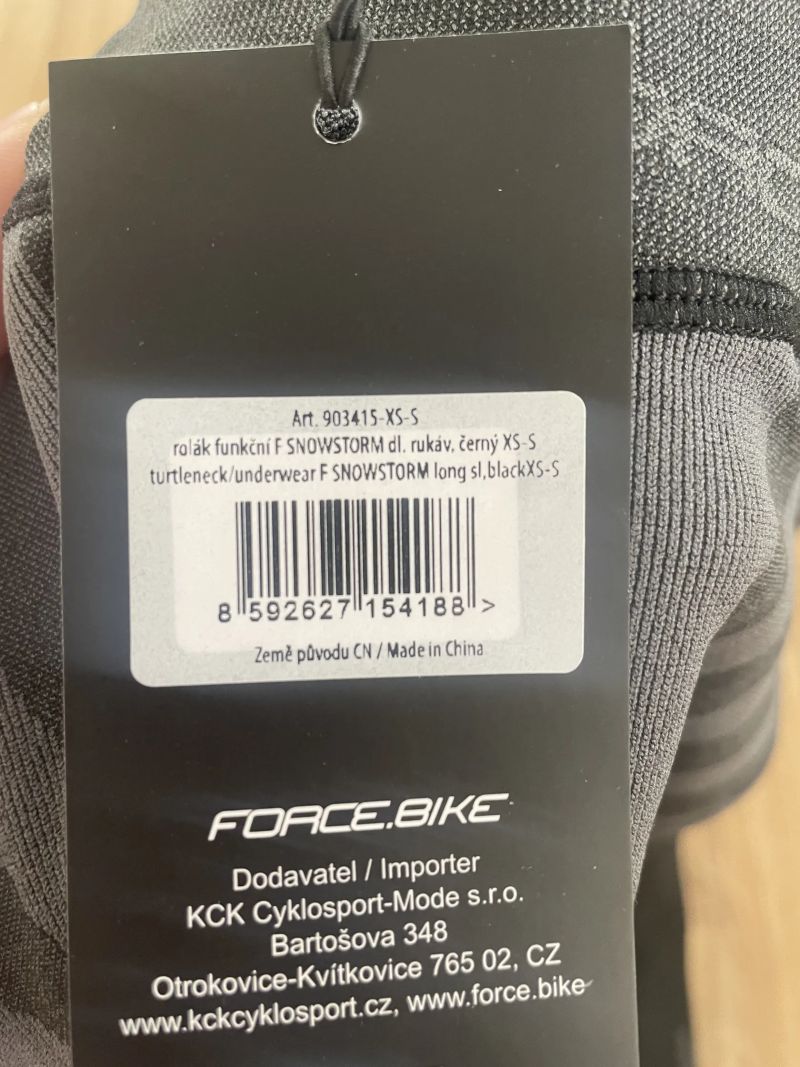 Art. 903415-XS-S
rolák funkční F SNOWSTORM dl. rukáv, černý XS-S
turtleneck/underwear F SNOWSTORM long sl,blackXS-S
8 592627 154188 >
Země původu CN / Made in China
FORCE.BIKE
Dodavatel / Importer
KCK Cyklosport-Mode s.r.o.
Bartošova 348
Otrokovice-Kvítkovice 765 02, CZ
www.kckcyklosport.cz, www.force.bike